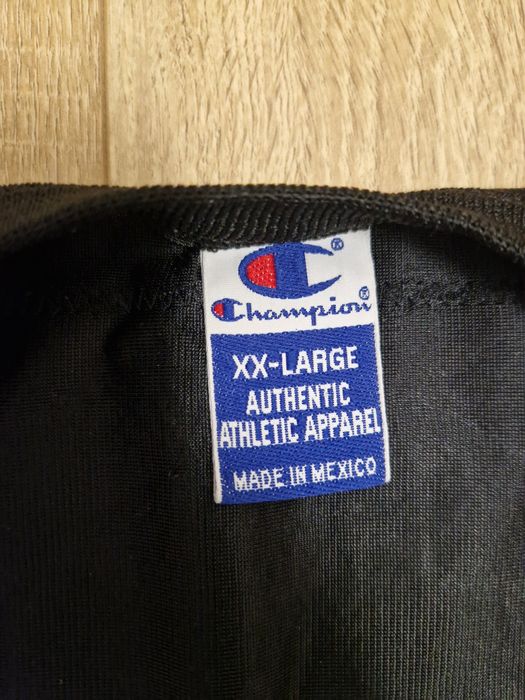 ®
Champion®
XX-LARGE
AUTHENTIC
ATHLETIC APPAREL
MADE IN MEXICO